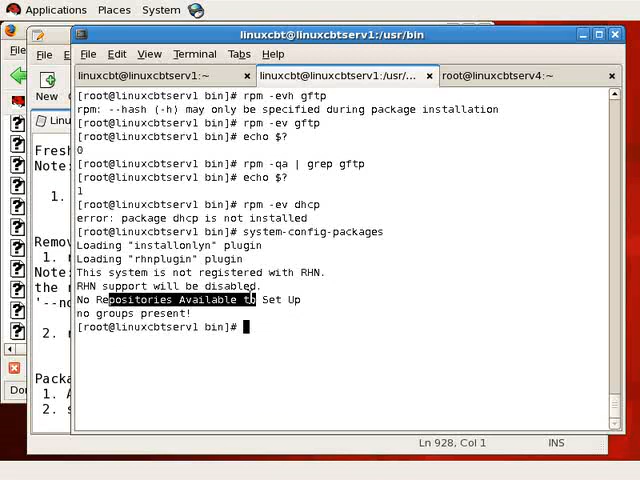 Applications Places System
linuxcbt@linuxcbtserv1:/usr/bin
File Edit View Terminal Tabs Help
linuxcbt@linuxcbtserv1:~ linuxcbt@linuxcbtserv1:/usr/... root@linuxcbtserv4:~
[root@linuxcbtserv1 bin]# rpm -evh gftp
rpm: --hash (-h) may only be specified during package installation
[root@linuxcbtserv1 bin]# rpm -ev gftp
[root@linuxcbtserv1 bin]# echo $?
0
[root@linuxcbtserv1 bin]# rpm -qa | grep gftp
[root@linuxcbtserv1 bin]# echo $?
1
[root@linuxcbtserv1 bin]# rpm -ev dhcp
error: package dhcp is not installed
[root@linuxcbtserv1 bin]# system-config-packages
Loading "installonlyn" plugin
Loading "rhnplugin" plugin
This system is not registered with RHN.
RHN support will be disabled.
No Repositories Available to Set Up
no groups present!
[root@linuxcbtserv1 bin]#
File
File E
New
Linu
Fresh
Note:
1.
Remov
1. r
Note:
the r
'--no
2. r
Packa
1. A
2. s
Don
Ln 928, Col 1 INS